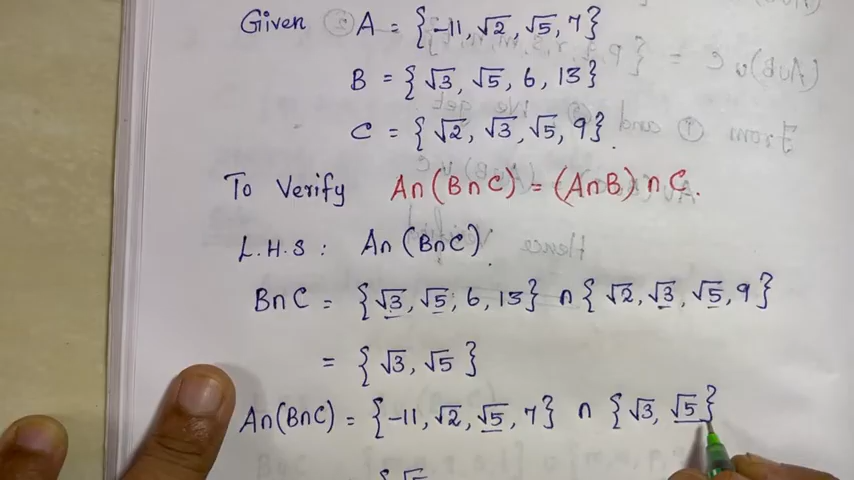 Given A = {-11, √2, √5, 7}
B = {√3, √5, 6, 13}
C = {√2, √3, √5, 9}.
To Verify A∩(B∩C) = (A∩B)∩C.
L.H.S : A∩(B∩C).
B∩C = {√3, √5, 6, 13} ∩ {√2, √3, √5, 9}
= {√3, √5}
A∩(B∩C) = {-11, √2, √5, 7} ∩ {√3, √5}